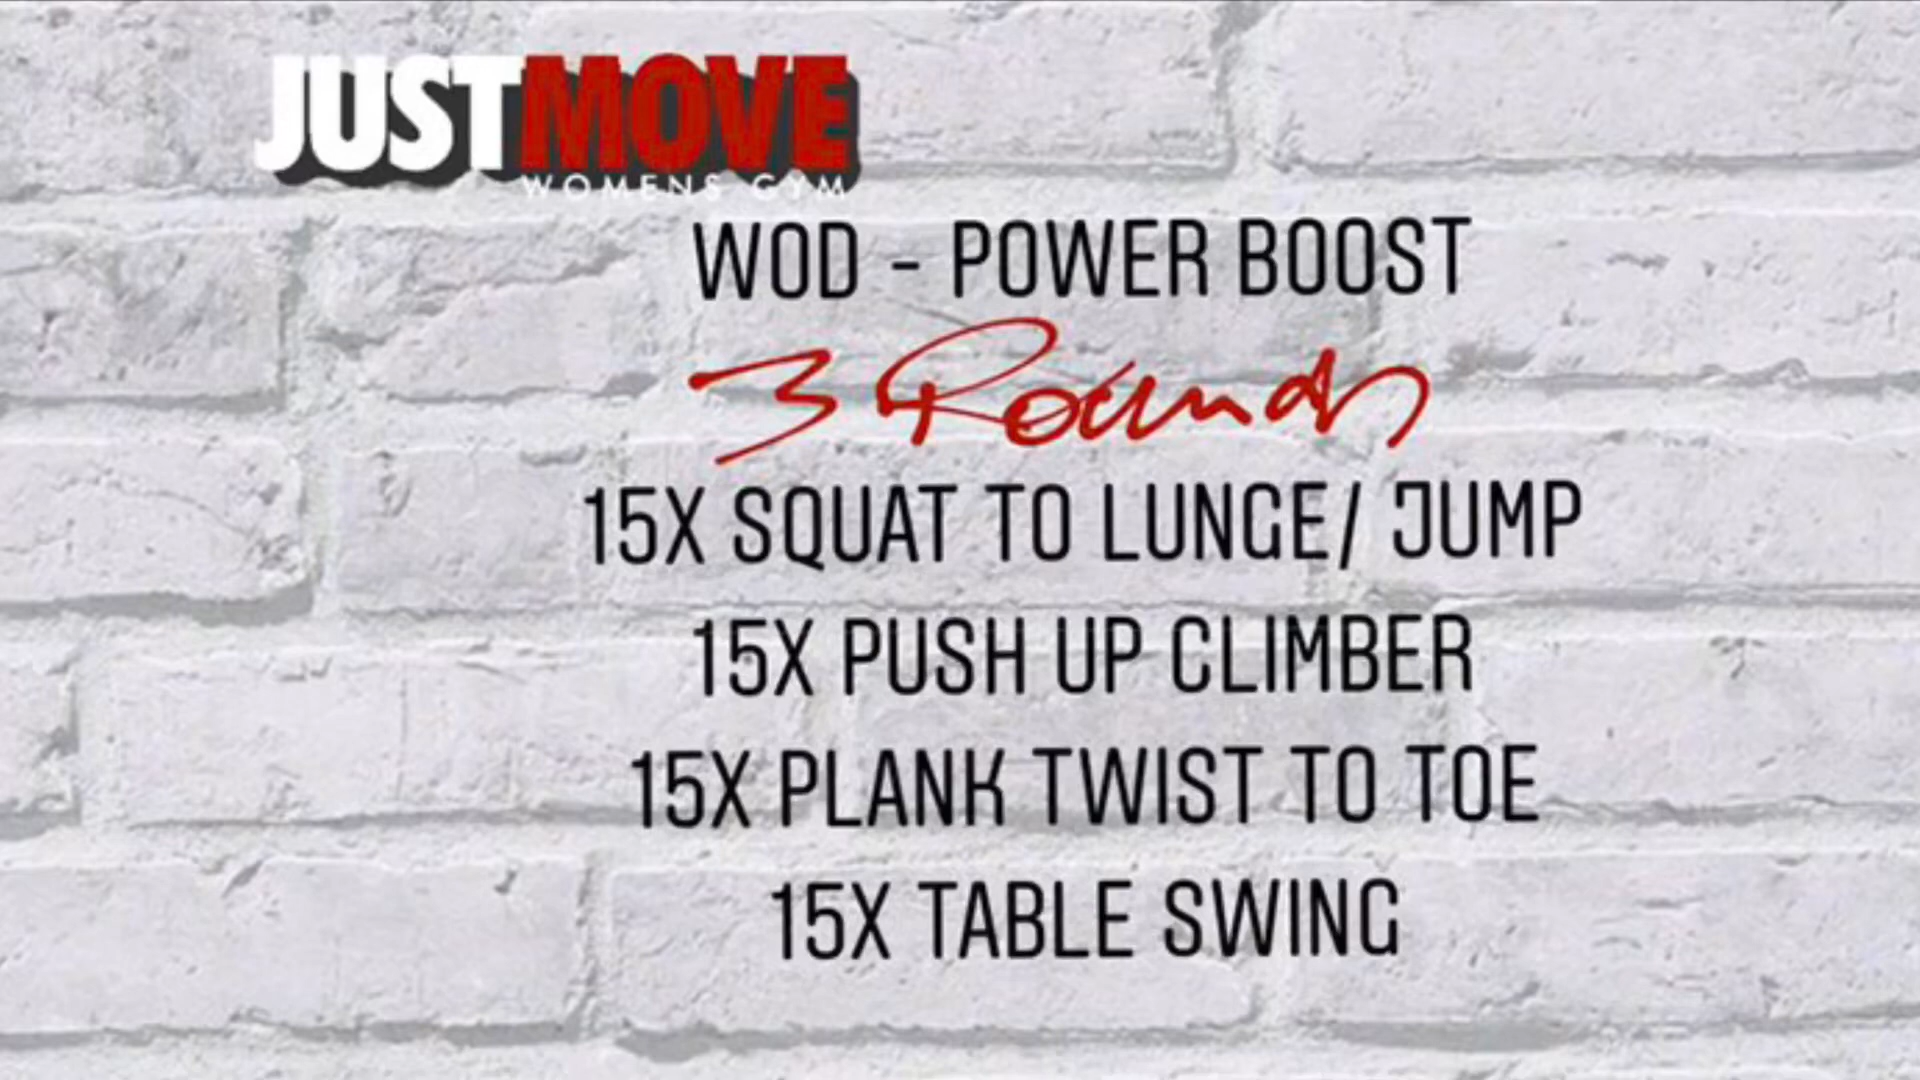 JUSTMOVE
WOMENS GYM
WOD - POWER BOOST
3 Rounds
15X SQUAT TO LUNGE/ JUMP
15X PUSH UP CLIMBER
15X PLANK TWIST TO TOE
15X TABLE SWING